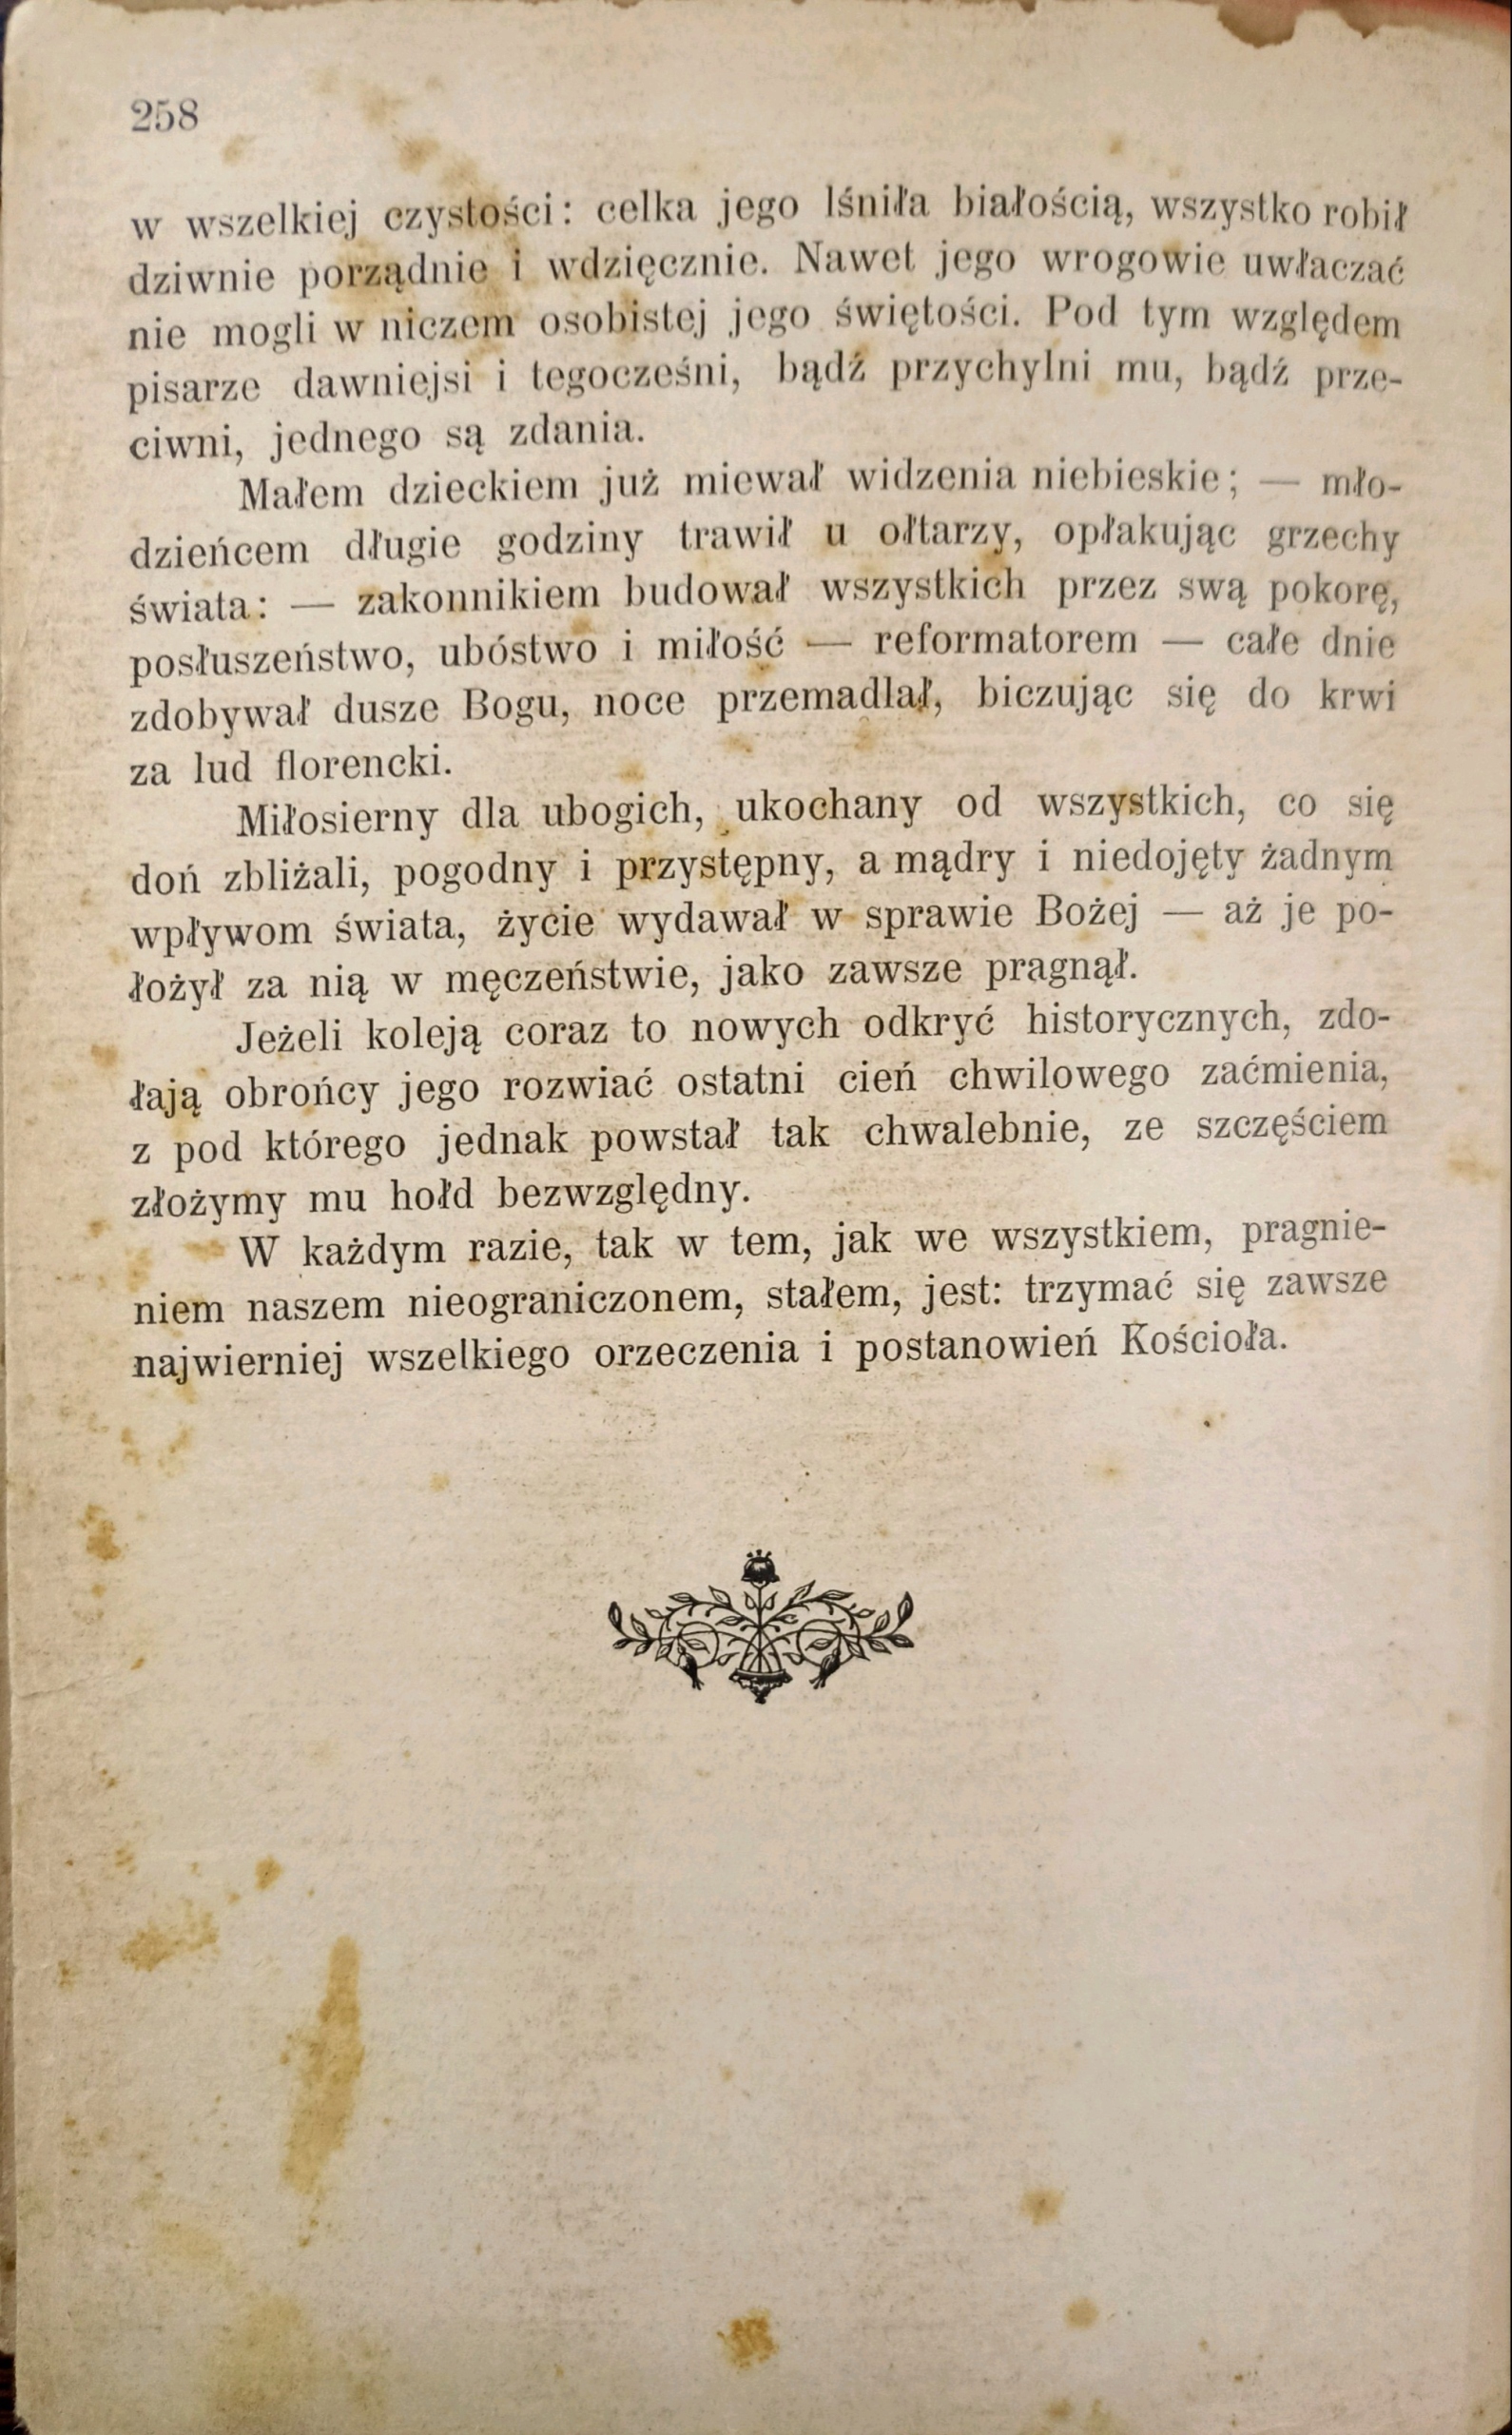 258
w wszelkiej czystości: celka jego lśniła białością, wszystko robił
dziwnie porządnie i wdzięcznie. Nawet jego wrogowie uwłaczać
nie mogli w niczem osobistej jego świętości. Pod tym względem
pisarze dawniejsi i tegocześni, bądź przychylni mu, bądź prze-
ciwni, jednego są zdania.
Małem dzieckiem już miewał widzenia niebieskie; — mło-
dzieńcem długie godziny trawił u ołtarzy, opłakując grzechy
świata: — zakonnikiem budował wszystkich przez swą pokorę,
posłuszeństwo, ubóstwo i miłość — reformatorem — całe dnie
zdobywał dusze Bogu, noce przemadlał, biczując się do krwi
za lud florencki.
Miłosierny dla ubogich, ukochany od wszystkich, co się
doń zbliżali, pogodny i przystępny, a mądry i niedojęty żadnym
wpływom świata, życie wydawał w sprawie Bożej — aż je po-
łożył za nią w męczeństwie, jako zawsze pragnął.
Jeżeli koleją coraz to nowych odkryć historycznych, zdo-
łają obrońcy jego rozwiać ostatni cień chwilowego zaćmienia,
z pod którego jednak powstał tak chwalebnie, ze szczęściem
złożymy mu hołd bezwzględny.
W każdym razie, tak w tem, jak we wszystkiem, pragnie-
niem naszem nieograniczonem, stałem, jest: trzymać się zawsze
najwierniej wszelkiego orzeczenia i postanowień Kościoła.